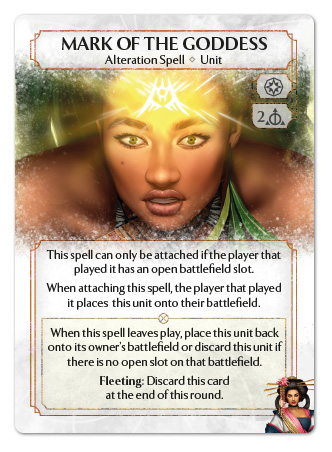 MARK OF THE GODDESS
Alteration Spell ◇ Unit
2
This spell can only be attached if the player that
played it has an open battlefield slot.
When attaching this spell, the player that played
it places this unit onto their battlefield.
When this spell leaves play, place this unit back
onto its owner's battlefield or discard this unit if
there is no open slot on that battlefield.
Fleeting: Discard this card
at the end of this round.